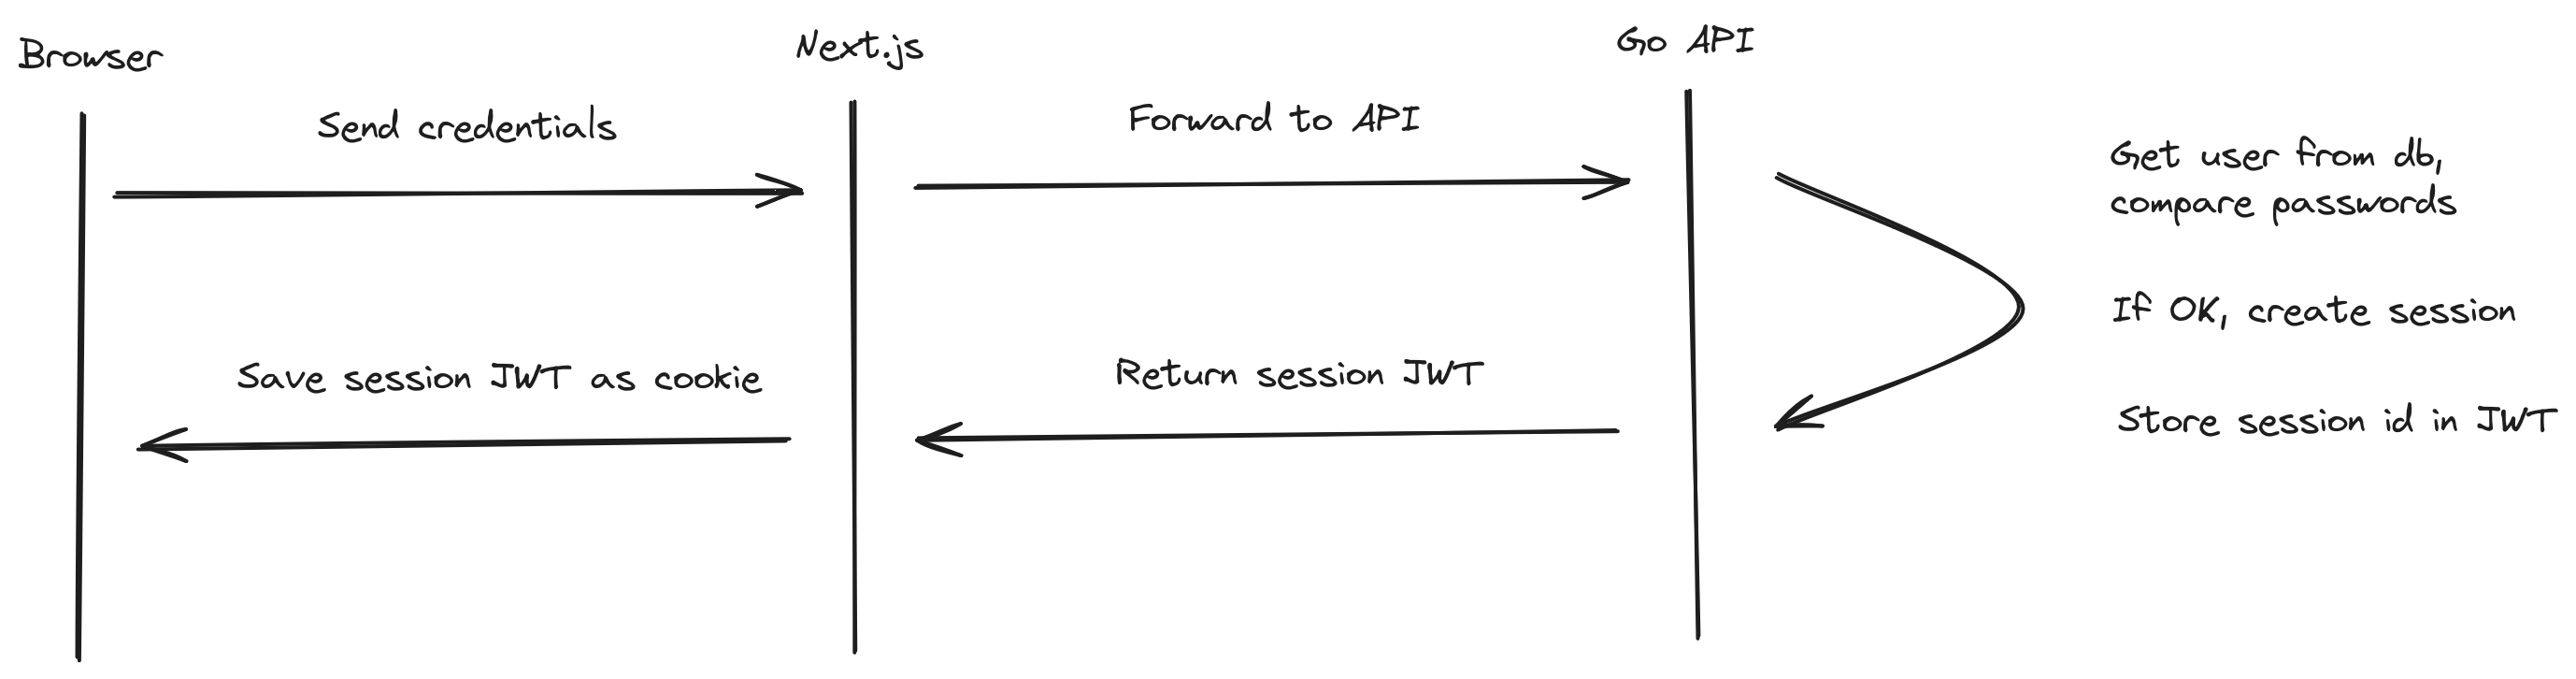 Browser
Next.js
Go API
Send credentials
Forward to API
Get user from db,
compare passwords
If OK, create session
Save session JWT as cookie
Return session JWT
Store session id in JWT